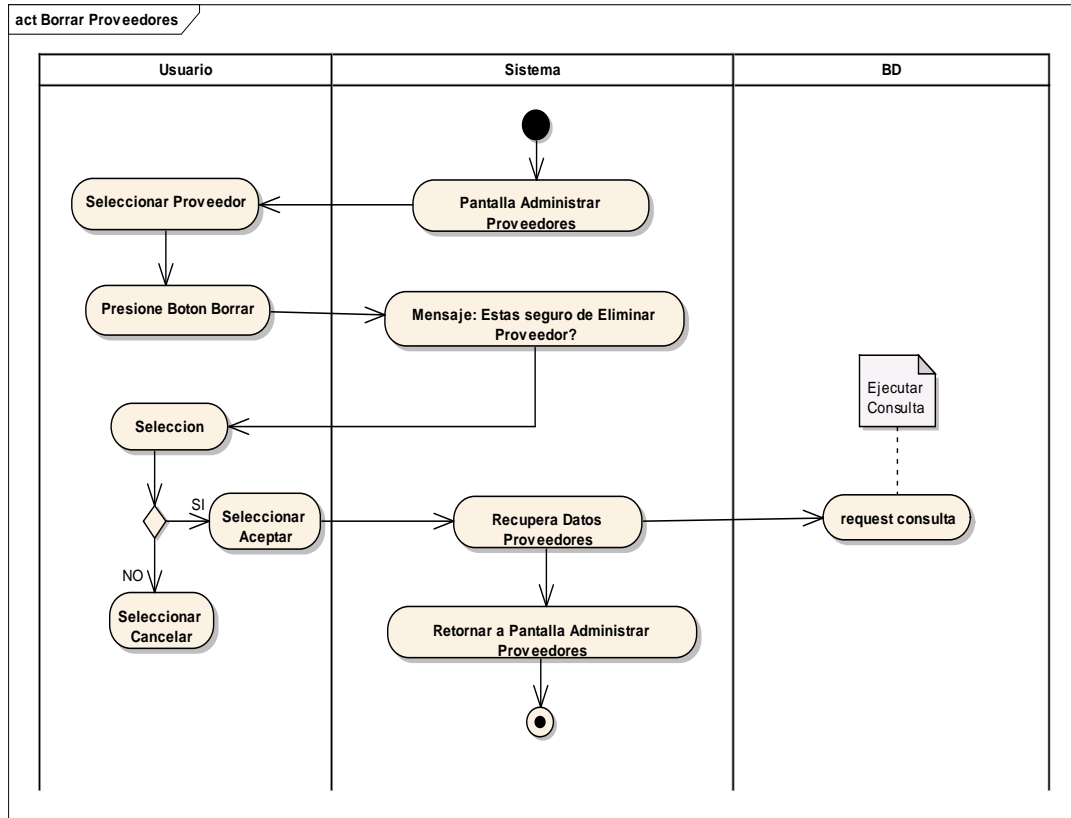 act Borrar Proveedores
Usuario
Sistema
BD
Pantalla Administrar
Proveedores
Seleccionar Proveedor
Presione Boton Borrar
Mensaje: Estas seguro de Eliminar
Proveedor?
Ejecutar
Consulta
Seleccion
SI
Seleccionar
Aceptar
Recupera Datos
Proveedores
request consulta
NO
Seleccionar
Cancelar
Retornar a Pantalla Administrar
Proveedores